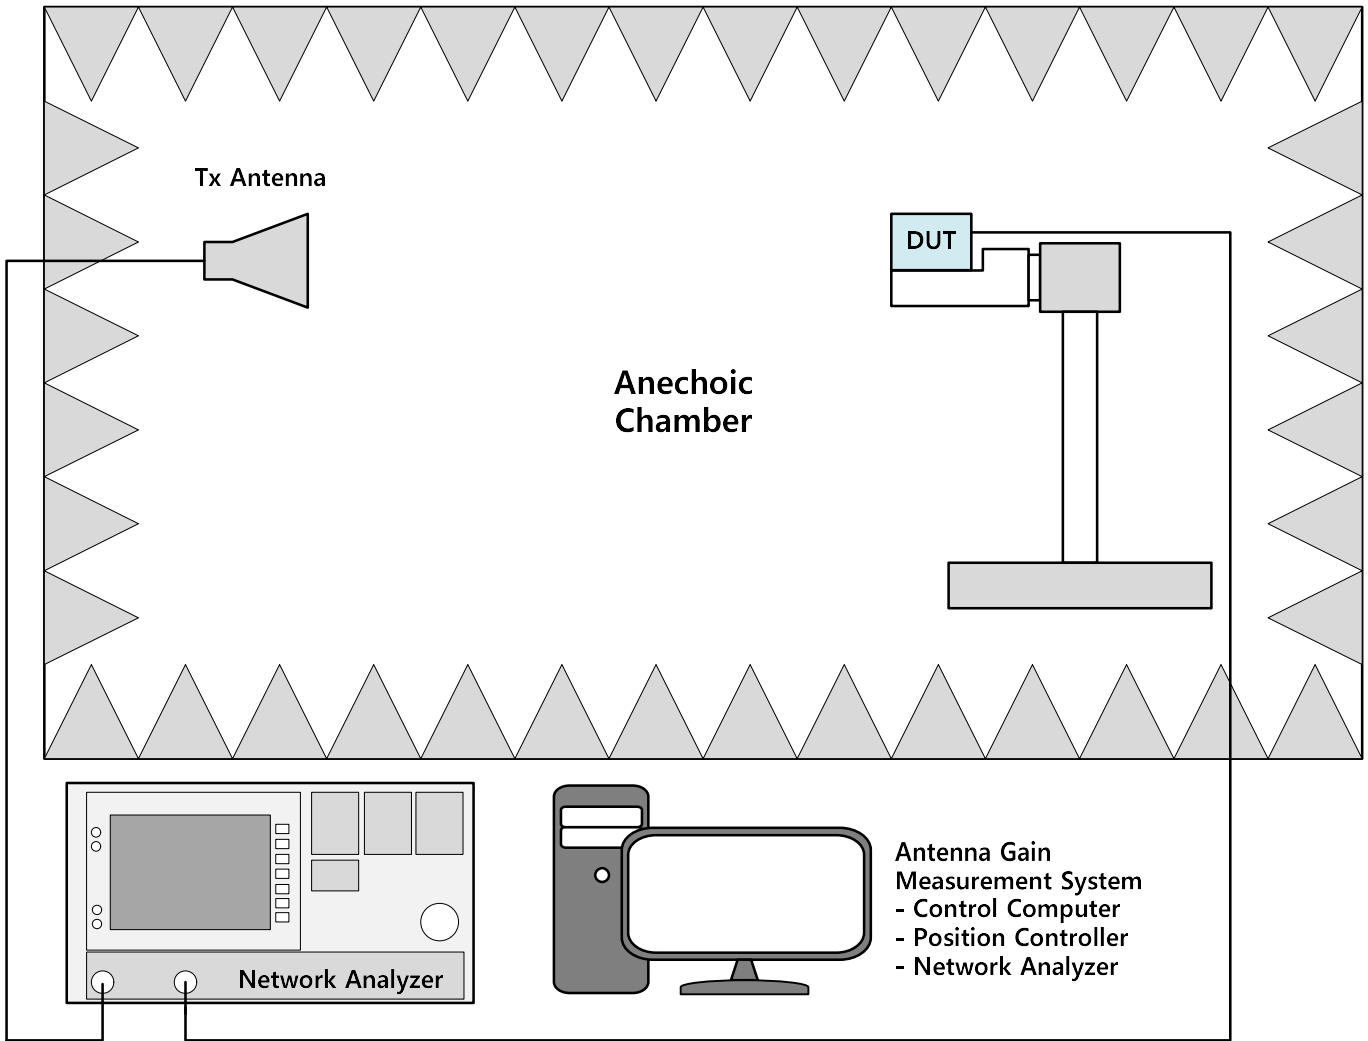 Tx Antenna
DUT
Anechoic
Chamber
Antenna Gain
Measurement System
- Control Computer
- Position Controller
- Network Analyzer
Network Analyzer